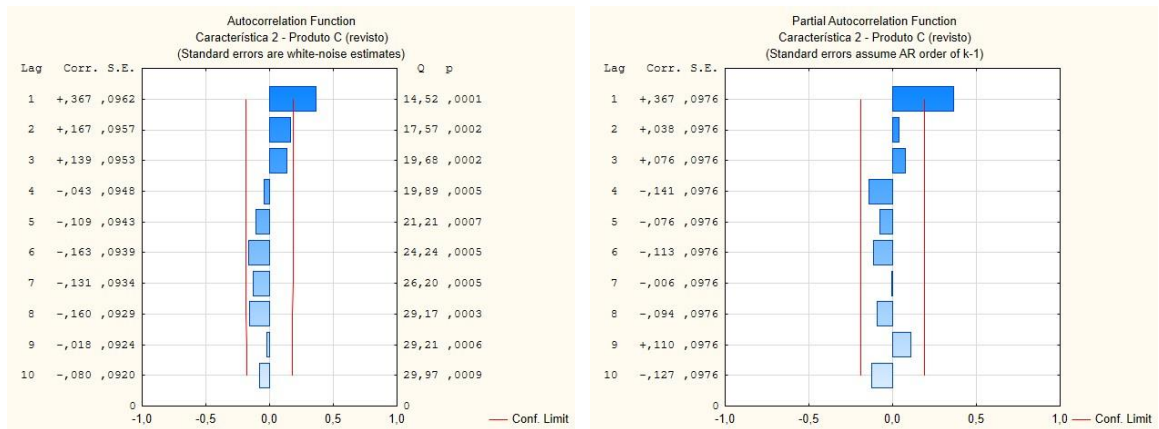 Autocorrelation Function
Característica 2 - Produto C (revisto)
(Standard errors are white-noise estimates)
Lag Corr. S.E. Q p
1 +,367 ,0962 14,52 ,0001
2 +,167 ,0957 17,57 ,0002
3 +,139 ,0953 19,68 ,0002
4 -,043 ,0948 19,89 ,0005
5 -,109 ,0943 21,21 ,0007
6 -,163 ,0939 24,24 ,0005
7 -,131 ,0934 26,20 ,0005
8 -,160 ,0929 29,17 ,0003
9 -,018 ,0924 29,21 ,0006
10 -,080 ,0920 29,97 ,0009
0 0
-1,0 -0,5 0,0 0,5 1,0
Conf. Limit
Partial Autocorrelation Function
Característica 2 - Produto C (revisto)
(Standard errors assume AR order of k-1)
Lag Corr. S.E.
1 +,367 ,0976
2 +,038 ,0976
3 +,076 ,0976
4 -,141 ,0976
5 -,076 ,0976
6 -,113 ,0976
7 -,006 ,0976
8 -,094 ,0976
9 +,110 ,0976
10 -,127 ,0976
0 0
-1,0 -0,5 0,0 0,5 1,0
Conf. Limit